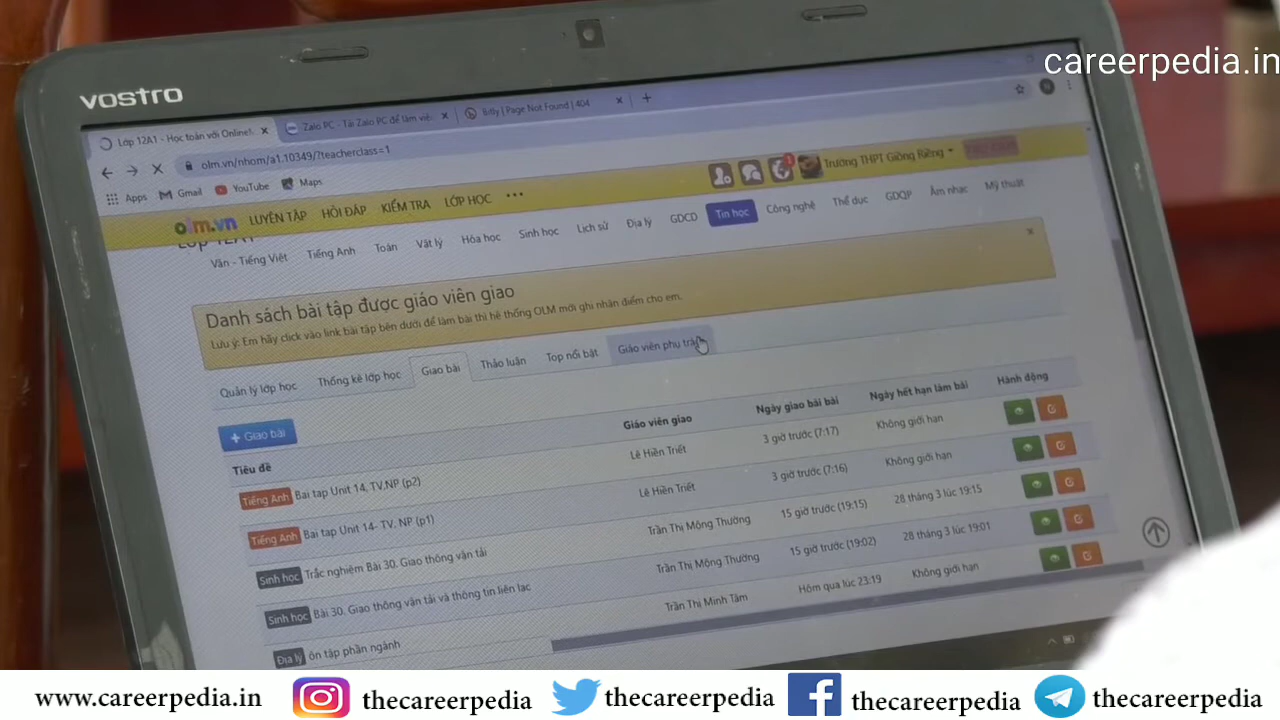 careerpedia.in
vostro
Lớp 12A1 - Học toán với OnlineM
Zalo PC - Tải Zalo PC để làm việc
Bitly | Page Not Found | 404
olm.vn/nhom/a1.10349/?teacherclass=1
Apps Gmail YouTube Maps
olm.vn LUYỆN TẬP HỎI ĐÁP KIỂM TRA LỚP HỌC ••• 1 Trường THPT Giồng Riềng
Lớp 12A1
Văn - Tiếng Việt Tiếng Anh Toán Vật lý Hóa học Sinh học Lịch sử Địa lý GDCD Tin học Công nghệ Thể dục GDQP Âm nhạc Mỹ thuật
Danh sách bài tập được giáo viên giao
Lưu ý: Em hãy click vào link bài tập bên dưới để làm bài thì hệ thống OLM mới ghi nhận điểm cho em.
Quản lý lớp học Thống kê lớp học Giao bài Thảo luận Top nổi bật Giáo viên phụ trách
+ Giao bài
Tiêu đề Giáo viên giao Ngày giao bài bài Ngày hết hạn làm bài Hành động
Tiếng Anh Bai tap Unit 14. TV,NP (p2) Lê Hiền Triết 3 giờ trước (7:17) Không giới hạn
Tiếng Anh Bai tap Unit 14- TV. NP (p1) Lê Hiền Triết 3 giờ trước (7:16) Không giới hạn
Sinh học Trắc nghiệm Bài 30. Giao thông vận tải Trần Thị Mộng Thường 15 giờ trước (19:15) 28 tháng 3 lúc 19:15
Sinh học Bài 30. Giao thông vận tải và thông tin liên lạc Trần Thị Mộng Thường 15 giờ trước (19:02) 28 tháng 3 lúc 19:01
Địa lý ôn tập phần ngành Trần Thị Minh Tâm Hôm qua lúc 23:19 Không giới hạn
www.careerpedia.in thecareerpedia thecareerpedia thecareerpedia thecareerpedia